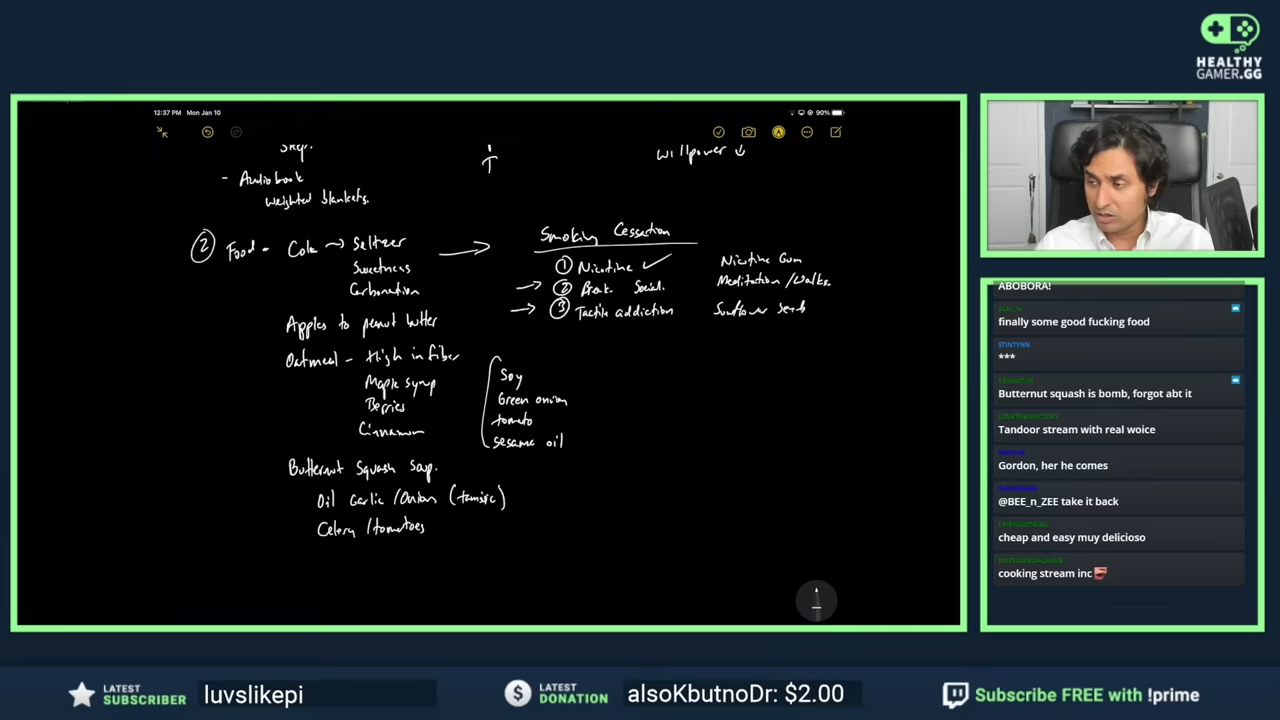 HEALTHY
GAMER.GG
12:37 PM Mon Jan 10
90%
willpower ↓
- Audiobook
weighted blankets.
② Food - Cola → Seltzer
Sweetness
Carbonation
Apples to peanut butter
Oatmeal - High in fiber
Maple syrup
Berries
Cinnamon
Butternut Squash Soup.
Oil Garlic / Onion
Celery / tomatoes
Soy
Green onion
tomato
sesame oil
Smoking Cessation
① Nicotine ✓ Nicotine Gum
→ ② Break Social. Meditation / Walks
→ ③ Tactile addiction Sunflower seeds
ABOBORA!
finally some good fucking food
STINTYNN
***
Butternut squash is bomb, forgot abt it
Tandoor stream with real woice
Gordon, her he comes
@BEE_n_ZEE take it back
cheap and easy muy delicioso
cooking stream inc
LATEST
SUBSCRIBER
luvslikepi
LATEST
DONATION
alsoKbutnoDr: $2.00
Subscribe FREE with !prime